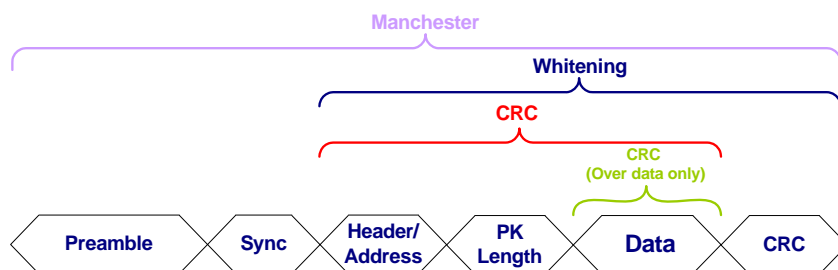 Manchester
Whitening
CRC
CRC
(Over data only)
Preamble
Sync
Header/
Address
PK
Length
Data
CRC